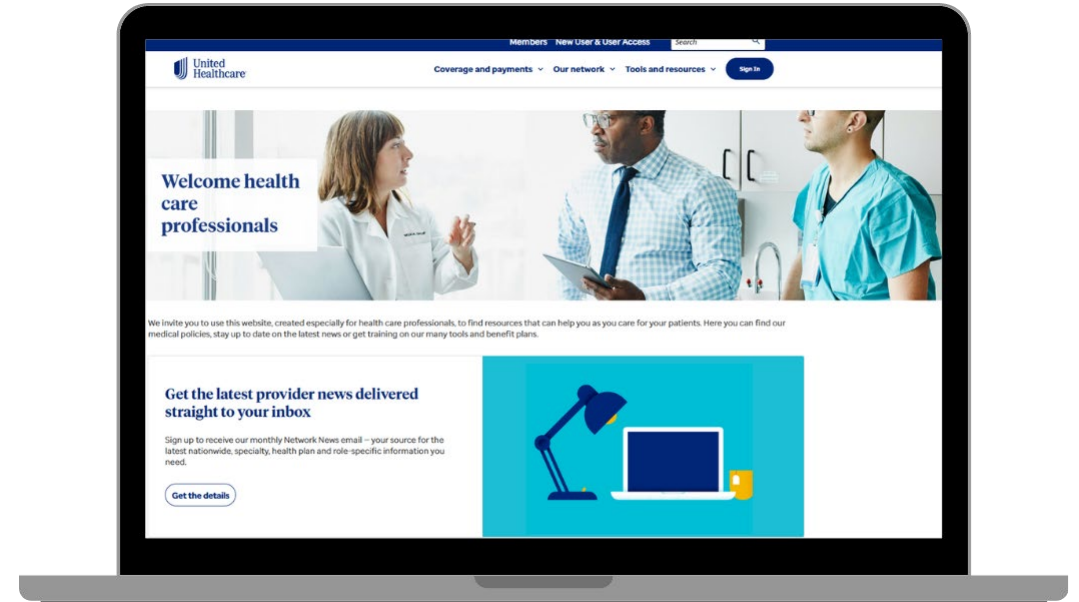 Members New User & User Access Search
United
Healthcare
Coverage and payments Our network Tools and resources Sign In
Welcome health
care
professionals
We invite you to use this website, created especially for health care professionals, to find resources that can help you as you care for your patients. Here you can find our
medical policies, stay up to date on the latest news or get training on our many tools and benefit plans.
Get the latest provider news delivered
straight to your inbox
Sign up to receive our monthly Network News email – your source for the
latest nationwide, specialty, health plan and role-specific information you
need.
Get the details